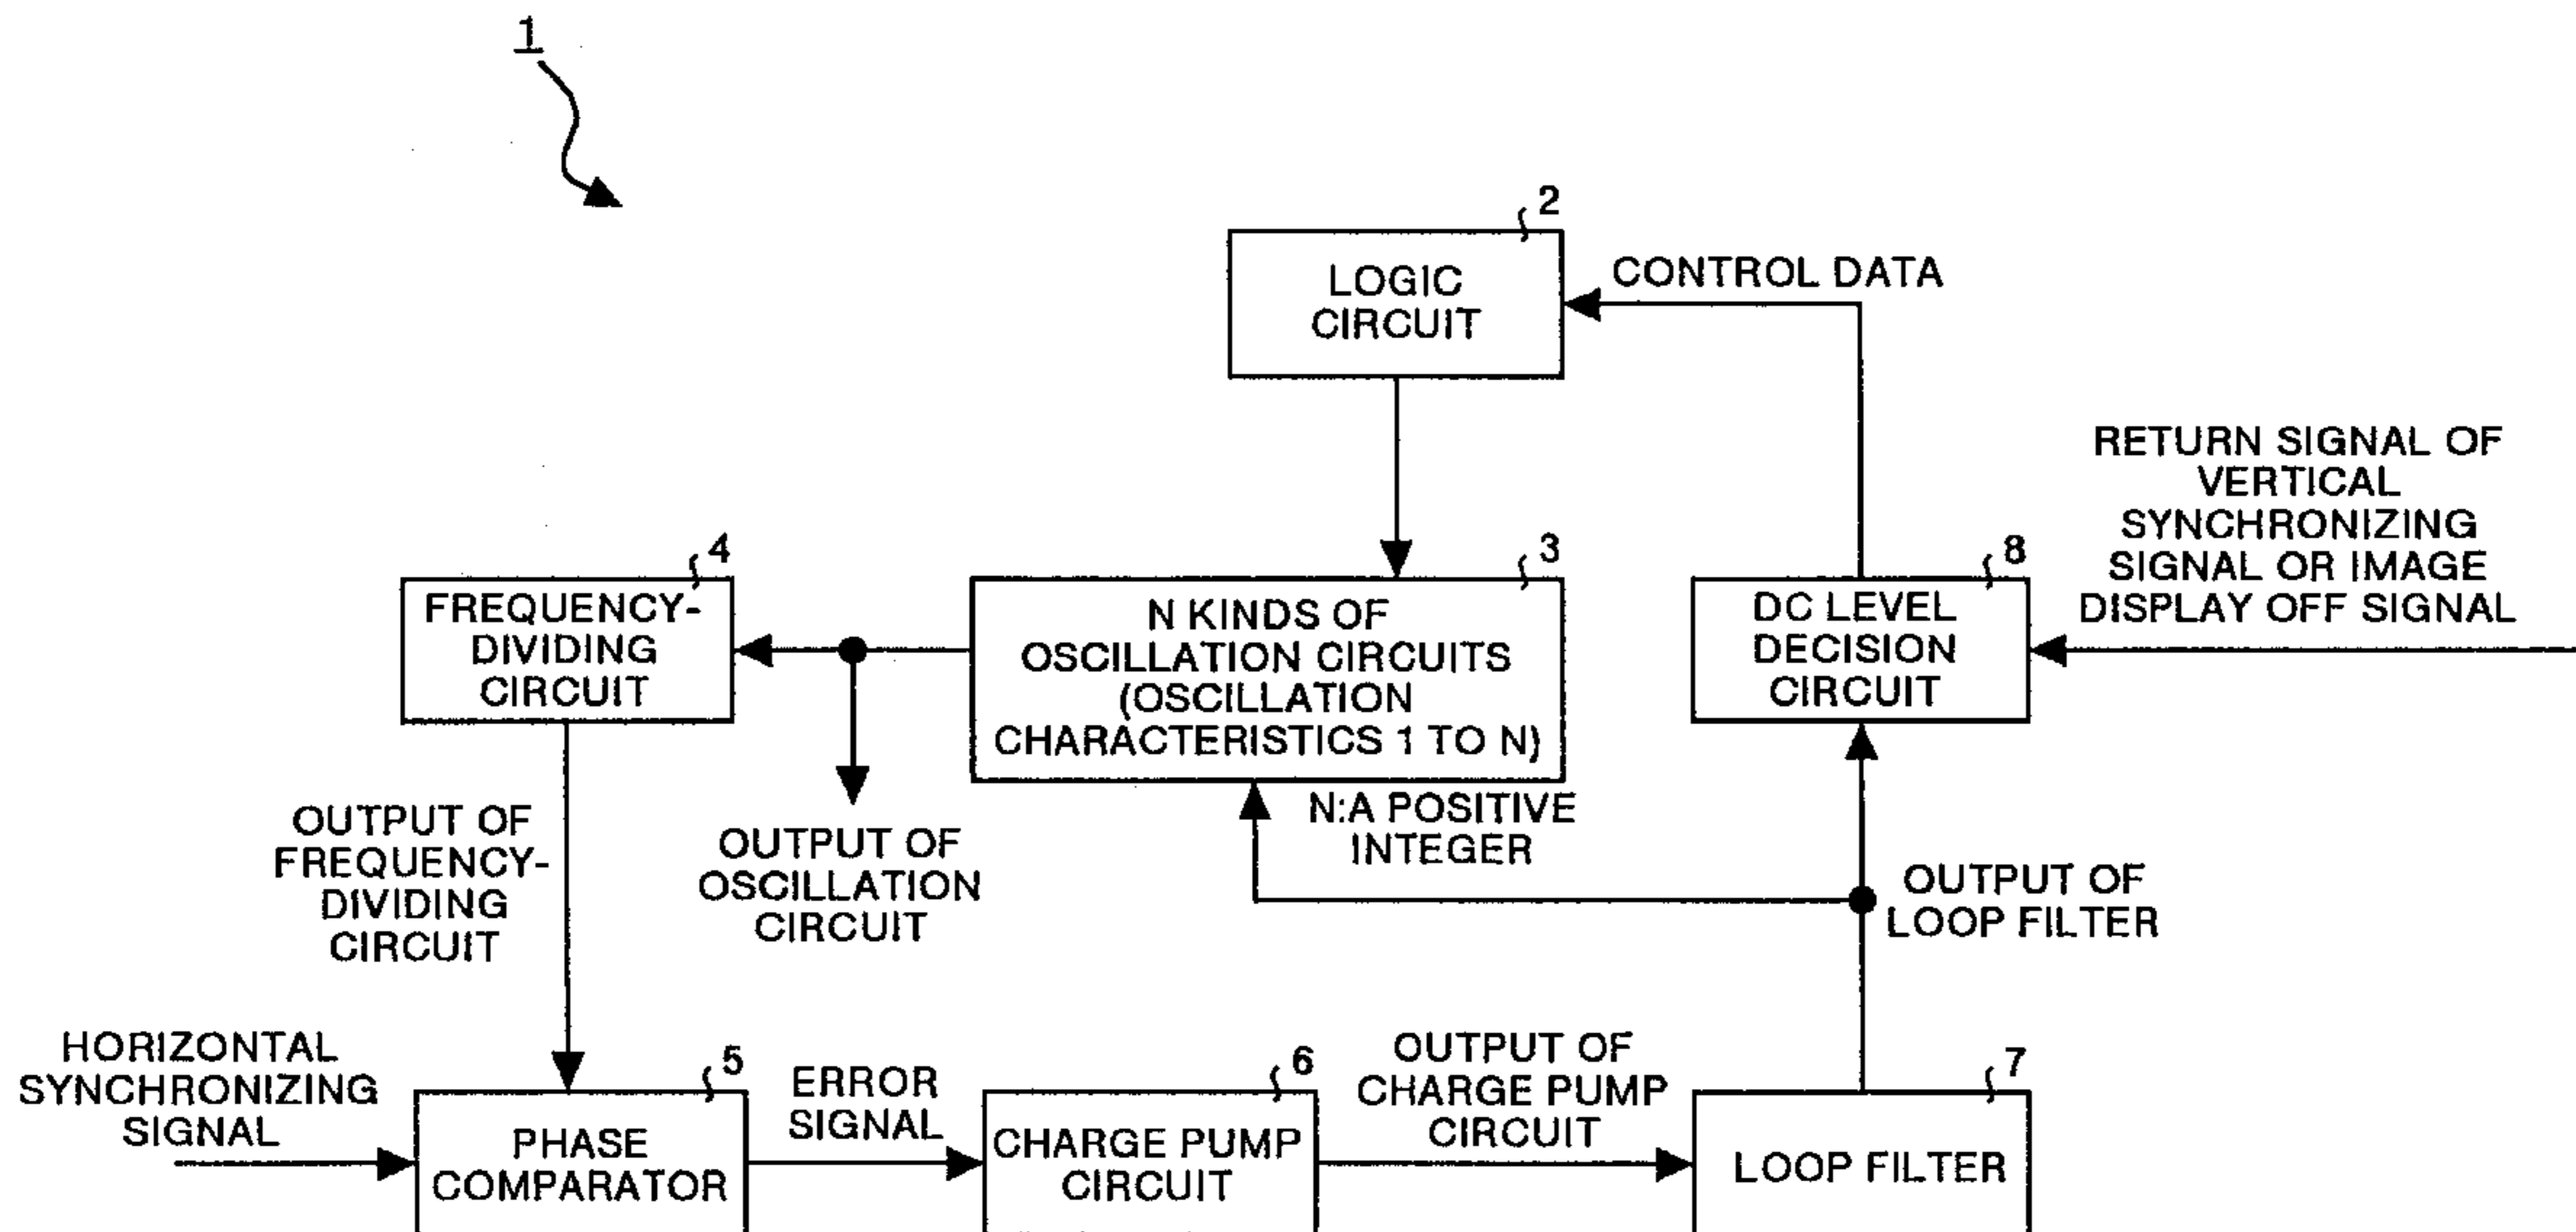 1
2
LOGIC
CIRCUIT
CONTROL DATA
RETURN SIGNAL OF
VERTICAL
SYNCHRONIZING
SIGNAL OR IMAGE
DISPLAY OFF SIGNAL
4
FREQUENCY-
DIVIDING
CIRCUIT
3
N KINDS OF
OSCILLATION CIRCUITS
(OSCILLATION
CHARACTERISTICS 1 TO N)
8
DC LEVEL
DECISION
CIRCUIT
N:A POSITIVE
INTEGER
OUTPUT OF
FREQUENCY-
DIVIDING
CIRCUIT
OUTPUT OF
OSCILLATION
CIRCUIT
OUTPUT OF
LOOP FILTER
HORIZONTAL
SYNCHRONIZING
SIGNAL
5
PHASE
COMPARATOR
ERROR
SIGNAL
6
CHARGE PUMP
CIRCUIT
OUTPUT OF
CHARGE PUMP
CIRCUIT
7
LOOP FILTER